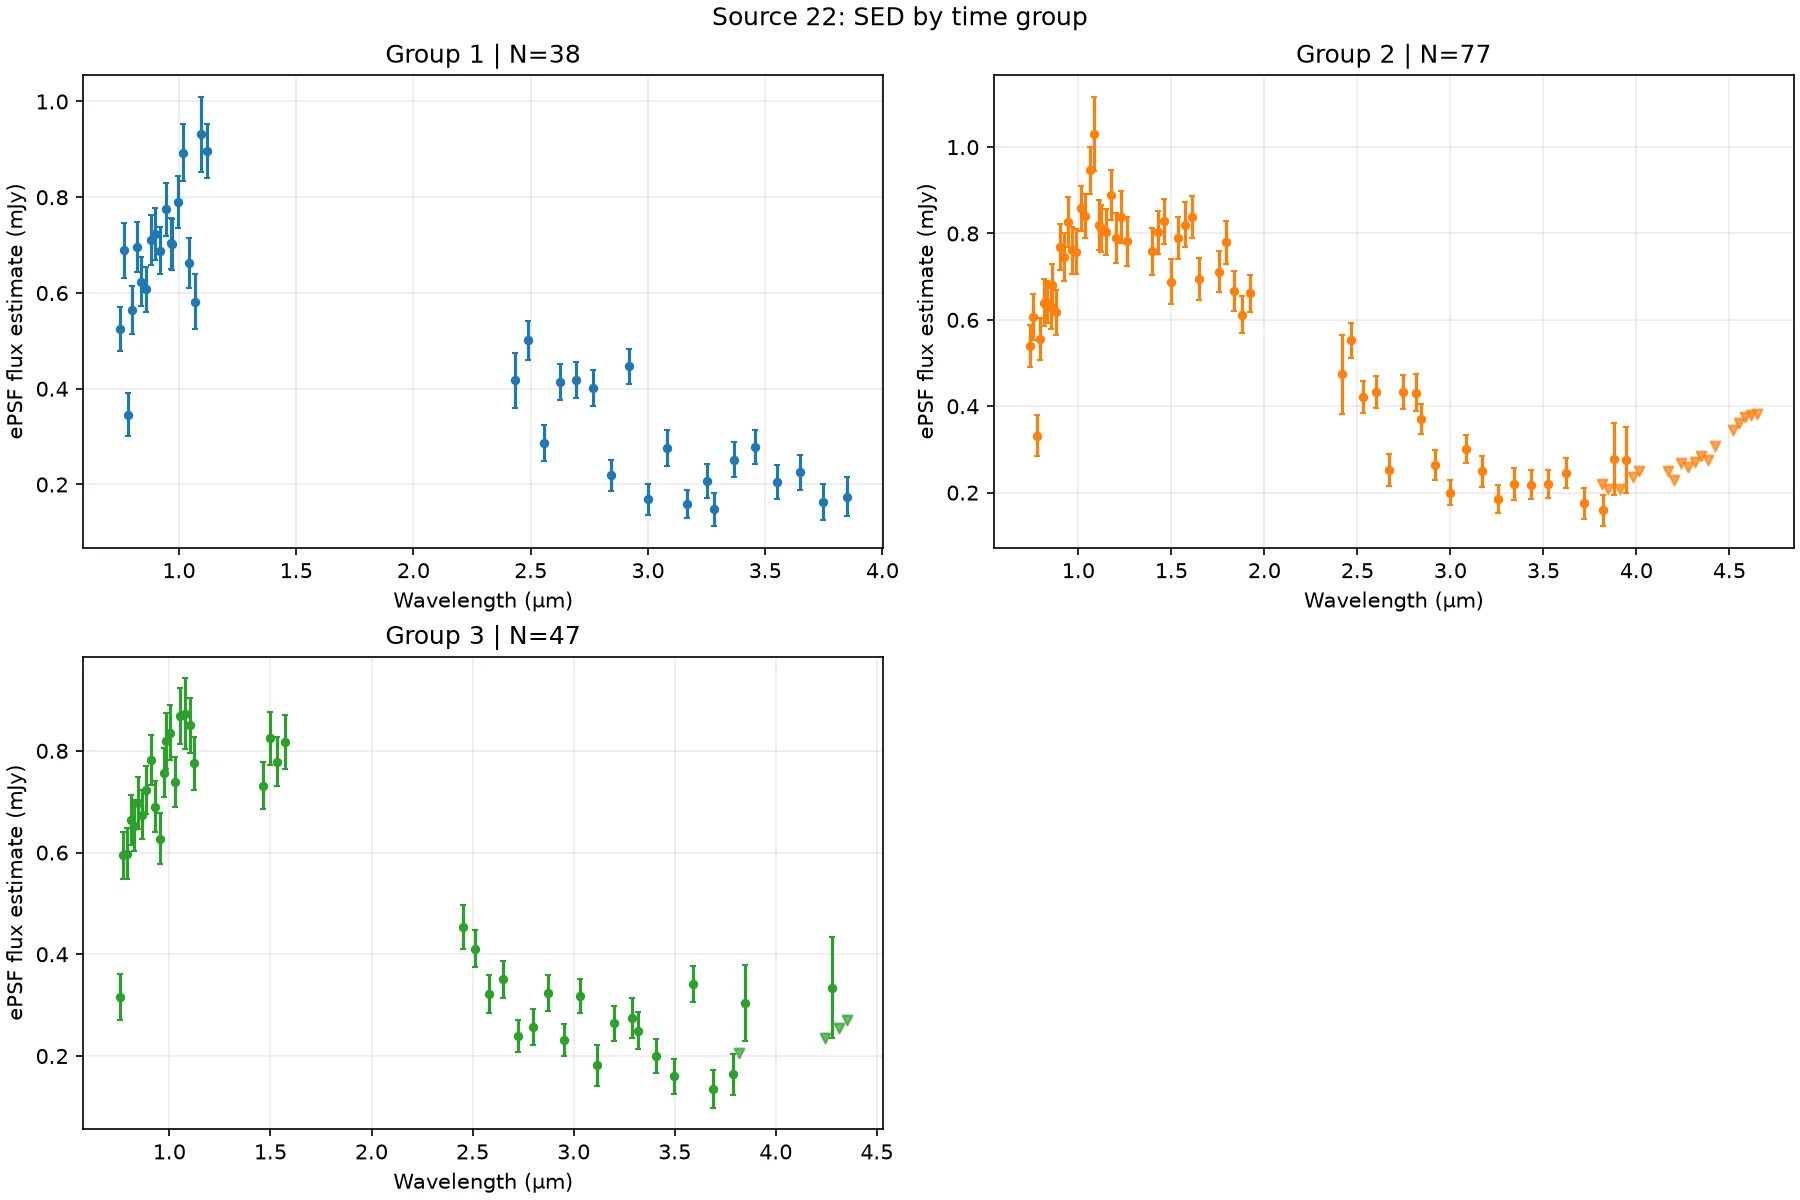 Source 22: SED by time group
Group 1 | N=38
ePSF flux estimate (mJy)
1.0
0.8
0.6
0.4
0.2
1.0 1.5 2.0 2.5 3.0 3.5 4.0
Wavelength (μm)
Group 2 | N=77
ePSF flux estimate (mJy)
1.0
0.8
0.6
0.4
0.2
1.0 1.5 2.0 2.5 3.0 3.5 4.0 4.5
Wavelength (μm)
Group 3 | N=47
ePSF flux estimate (mJy)
0.8
0.6
0.4
0.2
1.0 1.5 2.0 2.5 3.0 3.5 4.0 4.5
Wavelength (μm)